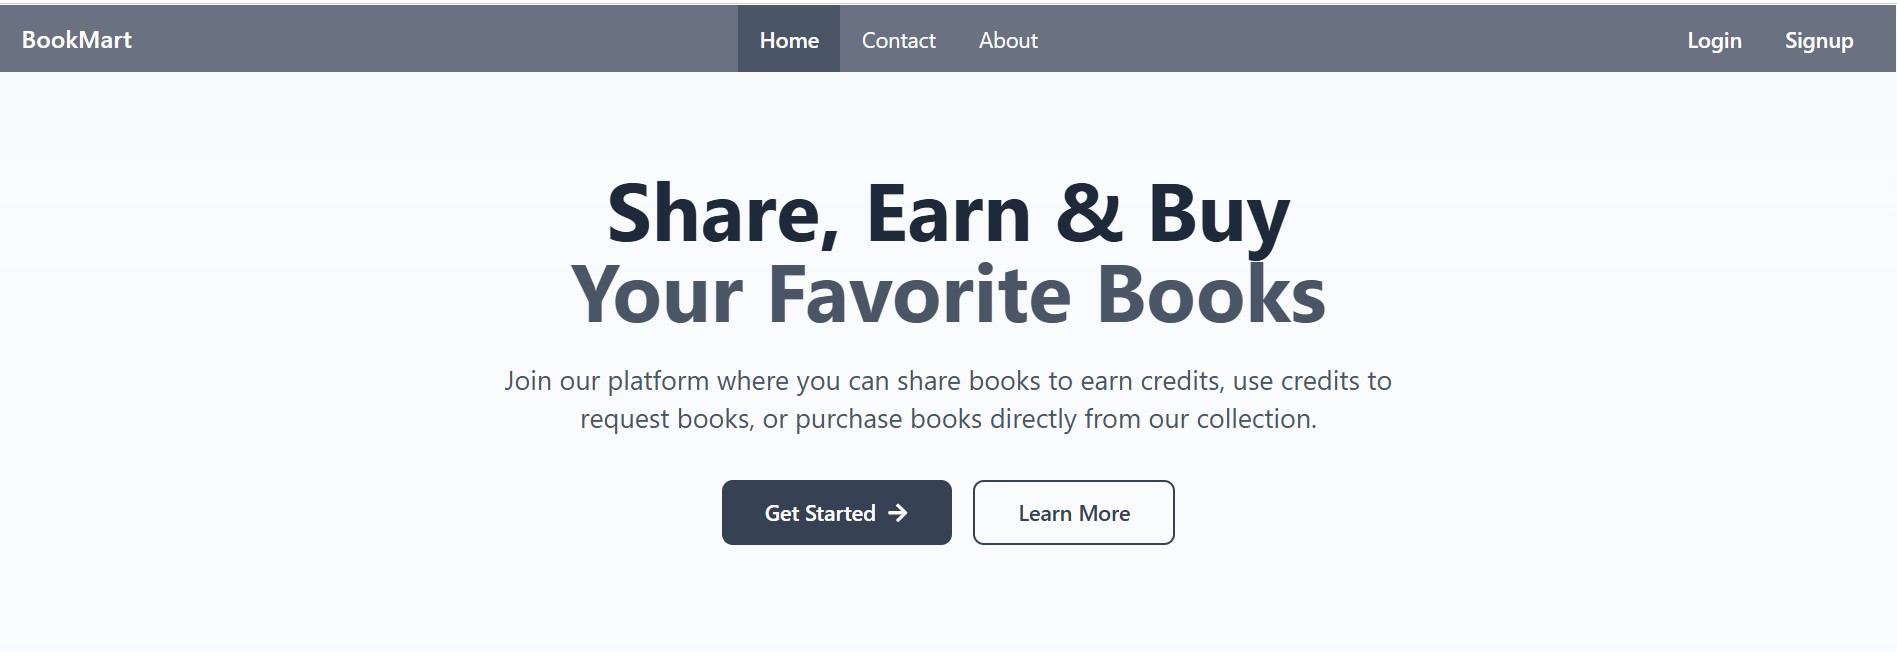 BookMart
Home
Contact
About
Login
Signup
Share, Earn & Buy
Your Favorite Books
Join our platform where you can share books to earn credits, use credits to
request books, or purchase books directly from our collection.
Get Started →
Learn More